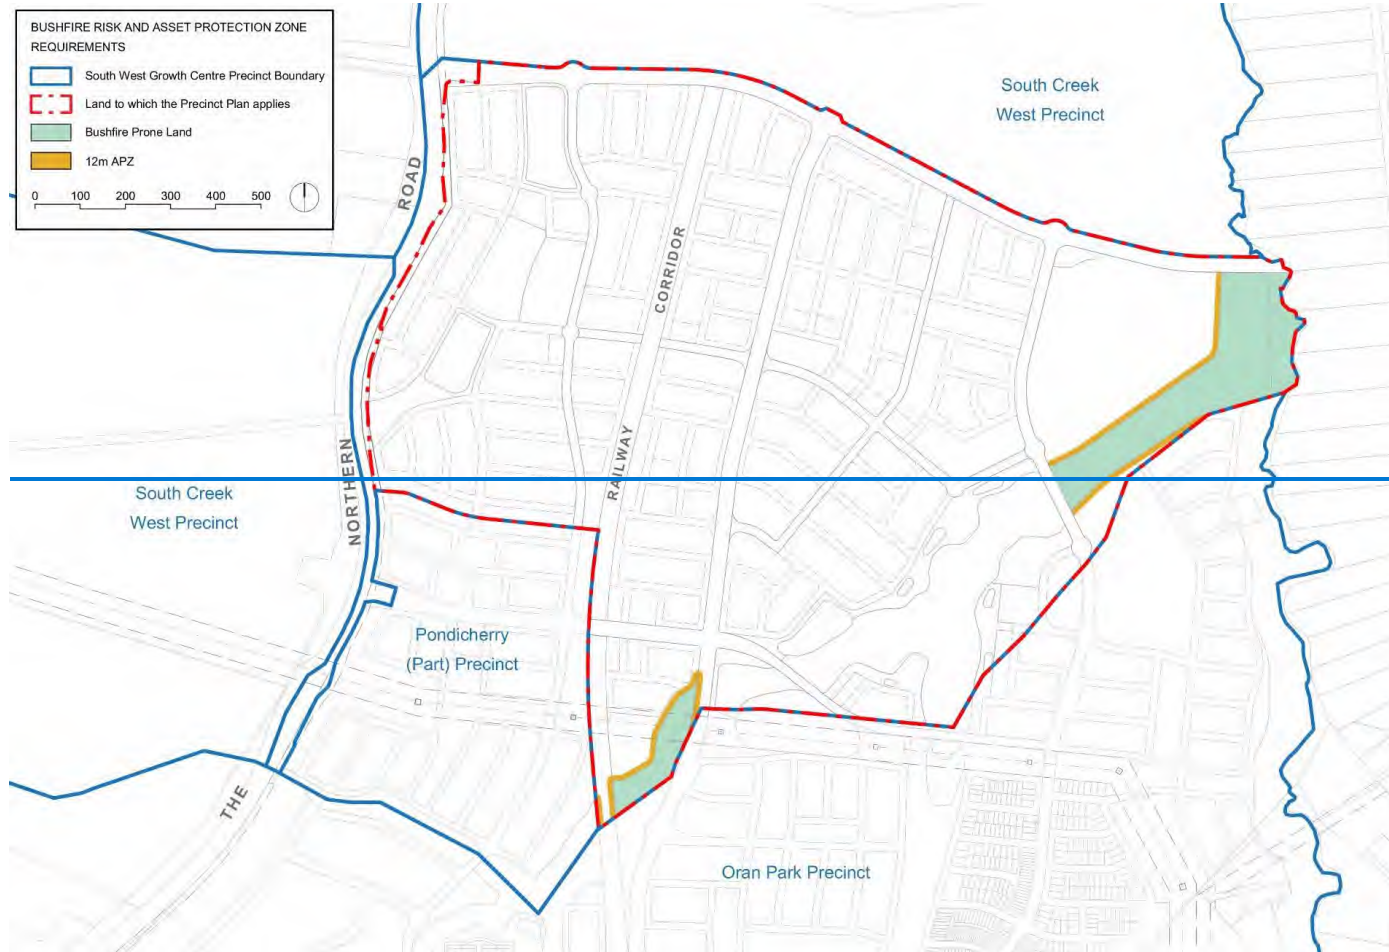 BUSHFIRE RISK AND ASSET PROTECTION ZONE
REQUIREMENTS
South West Growth Centre Precinct Boundary
Land to which the Precinct Plan applies
Bushfire Prone Land
12m APZ
0 100 200 300 400 500
South Creek
West Precinct
ROAD
CORRIDOR
RAILWAY
NORTHERN
South Creek
West Precinct
Pondicherry
(Part) Precinct
THE
Oran Park Precinct